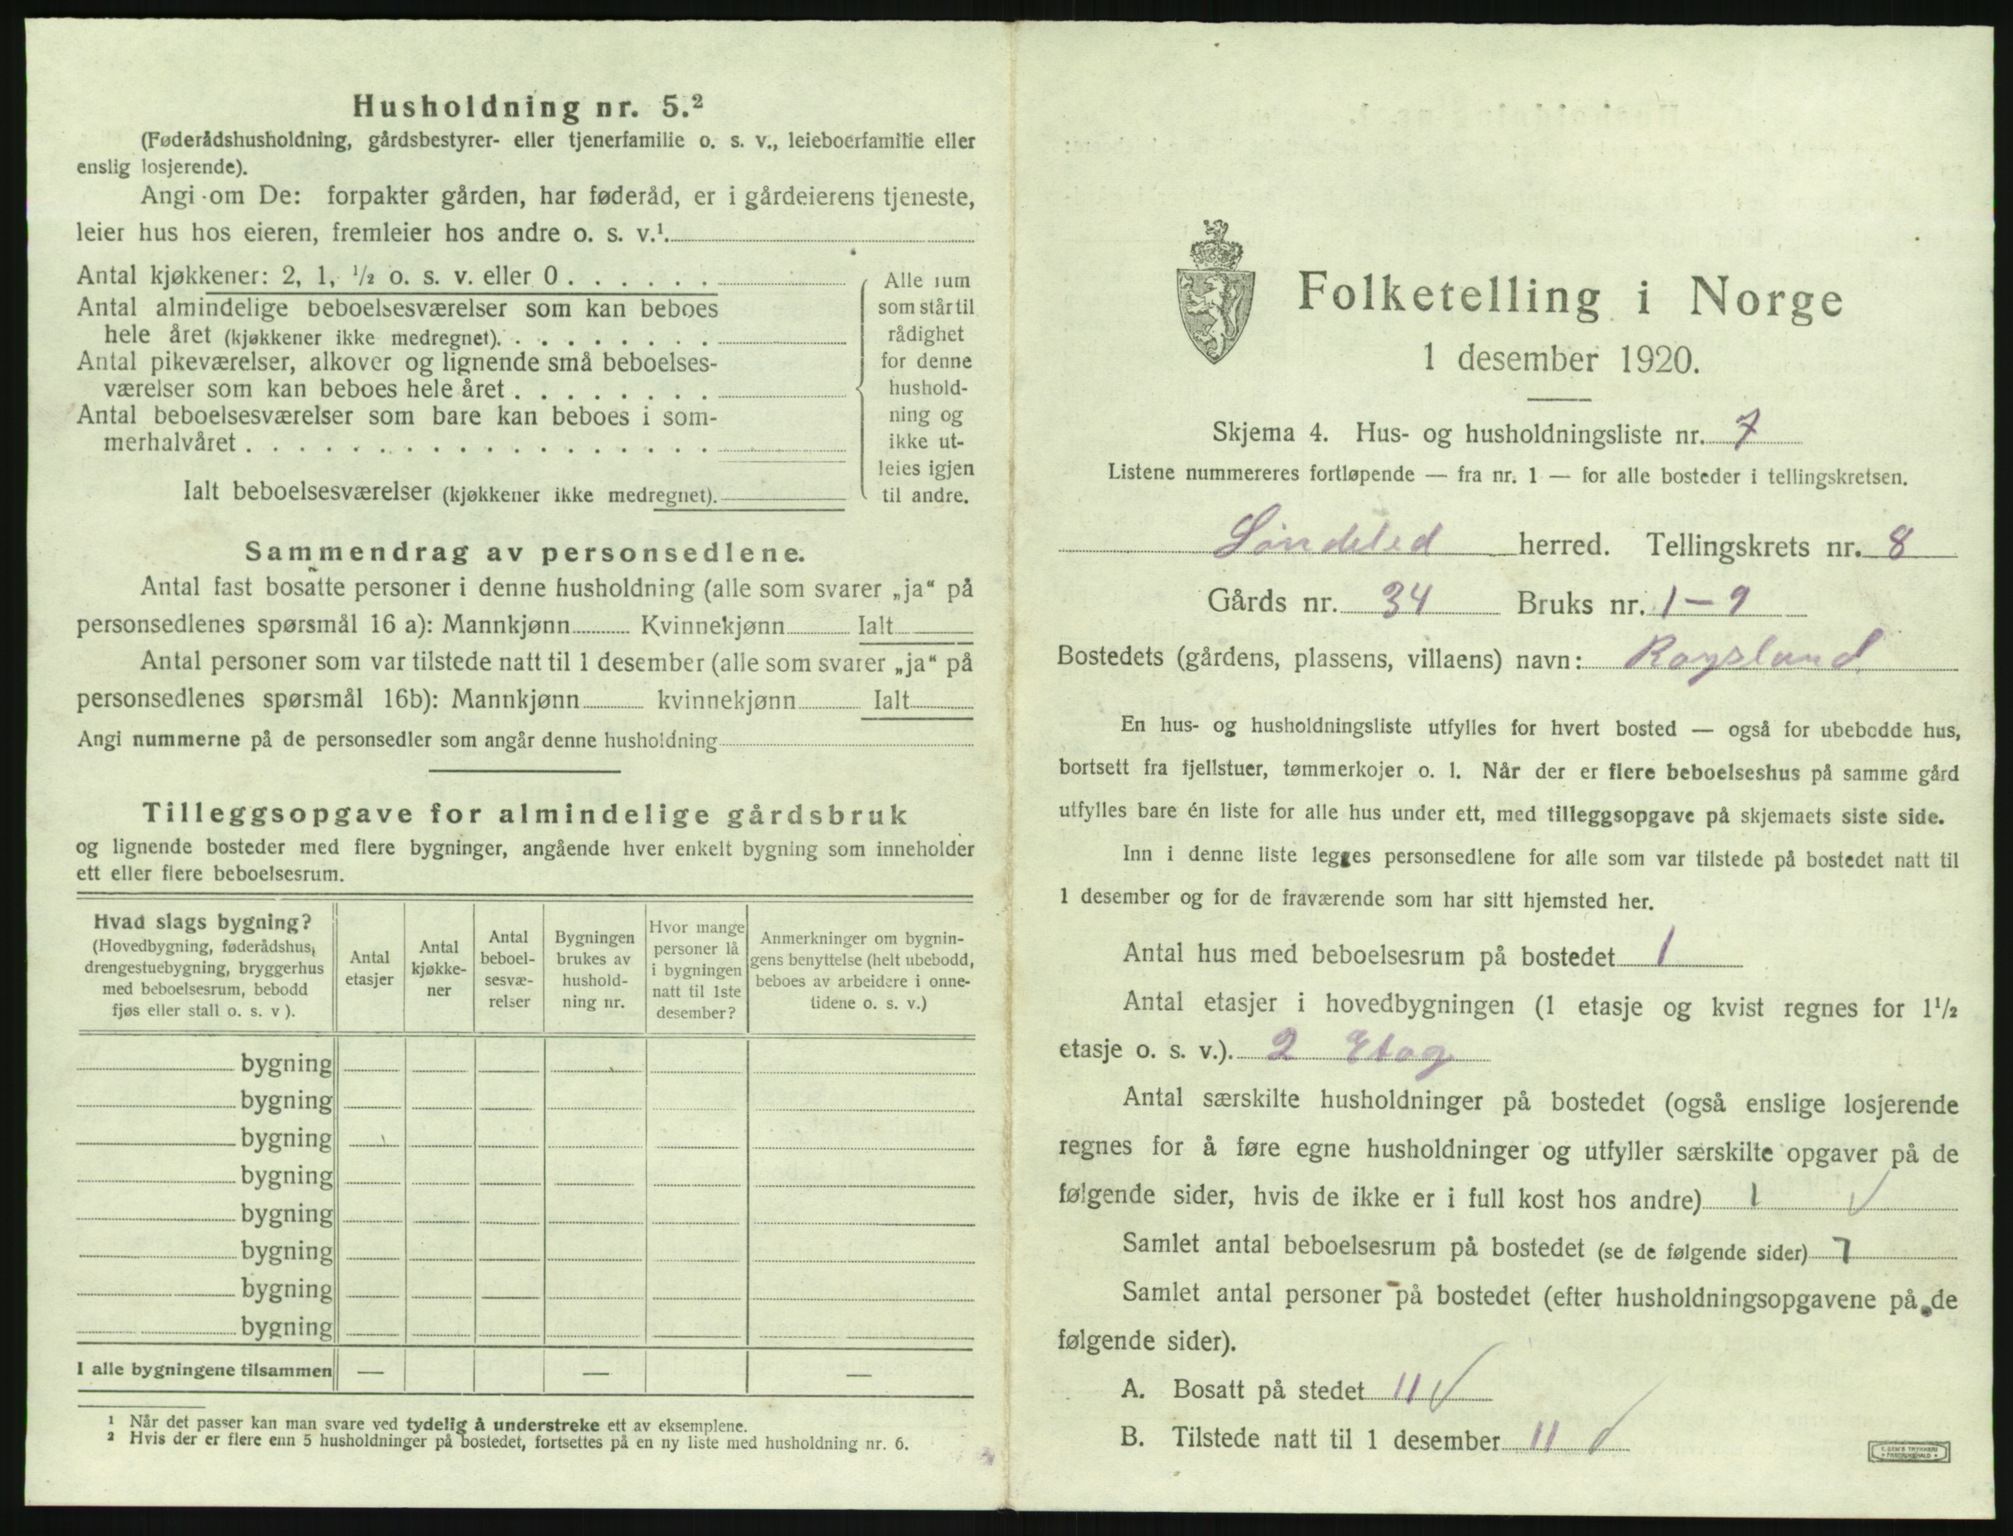 Husholdning nr. 5.²
(Føderådshusholdning, gårdsbestyrer- eller tjenerfamilie o. s. v., leieboerfamilie eller
enslig losjerende).
Angi om De: forpakter gården, har føderåd, er i gårdeierens tjeneste,
leier hus hos eieren, fremleier hos andre o. s. v.¹.
Antal kjøkkener: 2, 1, ½ o. s. v. eller 0
Antal almindelige beboelsesværelser som kan beboes
hele året (kjøkkener ikke medregnet).
Antal pikeværelser, alkover og lignende små beboelses-
værelser som kan beboes hele året
Antal beboelsesværelser som bare kan beboes i som-
merhalvåret
Ialt beboelsesværelser (kjøkkener ikke medregnet).
Alle rum
som står til
rådighet
for denne
hushold-
ning og
ikke ut-
leies igjen
til andre.
Sammendrag av personsedlene.
Antal fast bosatte personer i denne husholdning (alle som svarer „ja“ på
personsedlenes spørsmål 16 a): Mannkjønn Kvinnekjønn Ialt
Antal personer som var tilstede natt til 1 desember (alle som svarer „ja“ på
personsedlenes spørsmål 16b): Mannkjønn kvinnekjønn Ialt
Angi nummerne på de personsedler som angår denne husholdning
Tilleggsopgave for almindelige gårdsbruk
og lignende bosteder med flere bygninger, angående hver enkelt bygning som inneholder
ett eller flere beboelsesrum.
Hvad slags bygning?
(Hovedbygning, føderådshus,
drengestuebygning, bryggerhus
med beboelsesrum, bebodd
fjøs eller stall o. s. v ).
Antal
etasjer
Antal
kjøkke-
ner
Antal
beboel-
sesvæ-
relser
Bygningen
brukes av
hushold-
ning nr.
Hvor mange
personer lå
i bygningen
natt til 1ste
desember?
Anmerkninger om bygnin-
gens benyttelse (helt ubebodd,
beboes av arbeidere i onne-
tidene o. s. v.)
bygning
bygning
bygning
bygning
bygning
bygning
bygning
bygning
I alle bygningene tilsammen — — —
¹ Når det passer kan man svare ved tydelig å understreke ett av eksemplene.
² Hvis der er flere enn 5 husholdninger på bostedet, fortsettes på en ny liste med husholdning nr. 6.
Folketelling i Norge
1 desember 1920.
Skjema 4. Hus- og husholdningsliste nr. 7
Listene nummereres fortløpende — fra nr. 1 — for alle bosteder i tellingskretsen.
Søndeled herred. Tellingskrets nr. 8
Gårds nr. 34 Bruks nr. 1-9
Bostedets (gårdens, plassens, villaens) navn: Røysland
En hus- og husholdningsliste utfylles for hvert bosted — også for ubebodde hus,
bortsett fra fjellstuer, tømmerkojer o. l. Når der er flere beboelseshus på samme gård
utfylles bare én liste for alle hus under ett, med tilleggsopgave på skjemaets siste side.
Inn i denne liste legges personsedlene for alle som var tilstede på bostedet natt til
1 desember og for de fraværende som har sitt hjemsted her.
Antal hus med beboelsesrum på bostedet 1
Antal etasjer i hovedbygningen (1 etasje og kvist regnes for 1½
etasje o. s. v.). 2 Etag
Antal særskilte husholdninger på bostedet (også enslige losjerende
regnes for å føre egne husholdninger og utfyller særskilte opgaver på de
følgende sider, hvis de ikke er i full kost hos andre) 1 ✓
Samlet antal beboelsesrum på bostedet (se de følgende sider) 7
Samlet antal personer på bostedet (efter husholdningsopgavene på de
følgende sider).
A. Bosatt på stedet 11 ✓
B. Tilstede natt til 1 desember 11 ✓